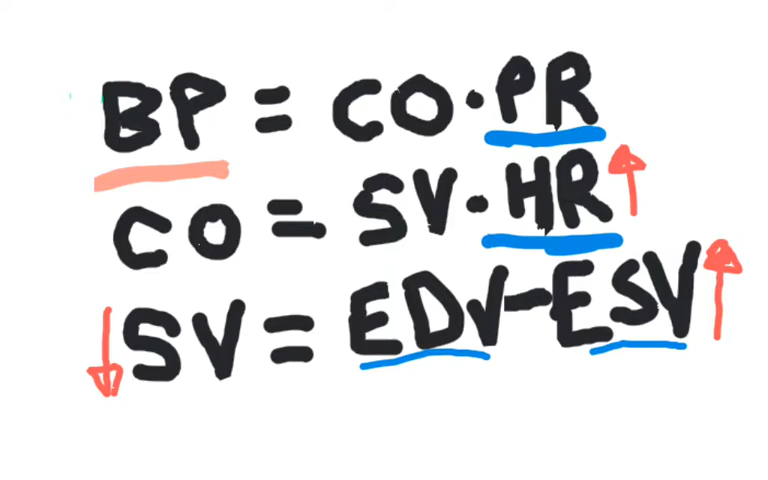 BP = CO·PR
CO = SV·HR↑
↓SV = EDV-ESV↑